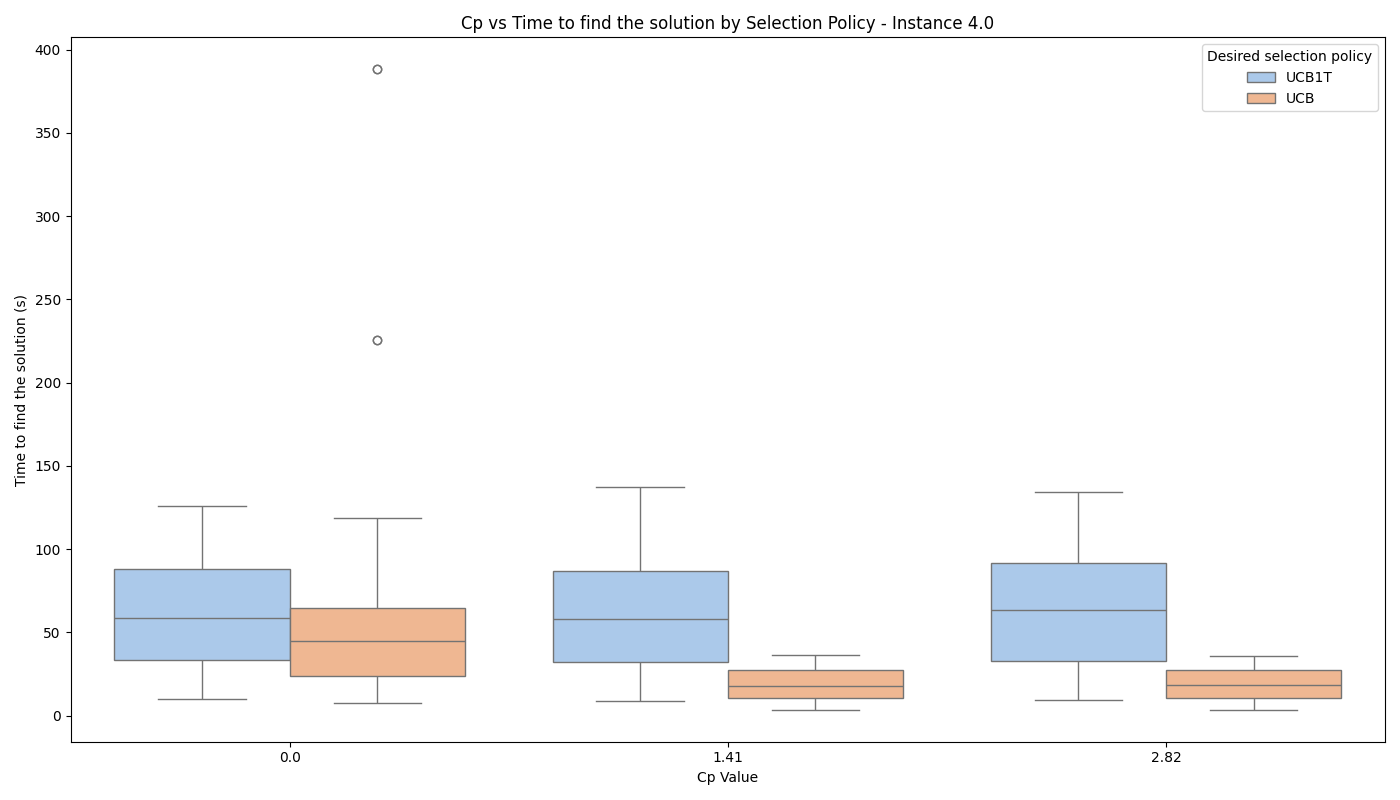 Cp vs Time to find the solution by Selection Policy - Instance 4.0
Desired selection policy
UCB1T
UCB
Time to find the solution (s)
400
350
300
250
200
150
100
50
0
0.0
1.41
2.82
Cp Value